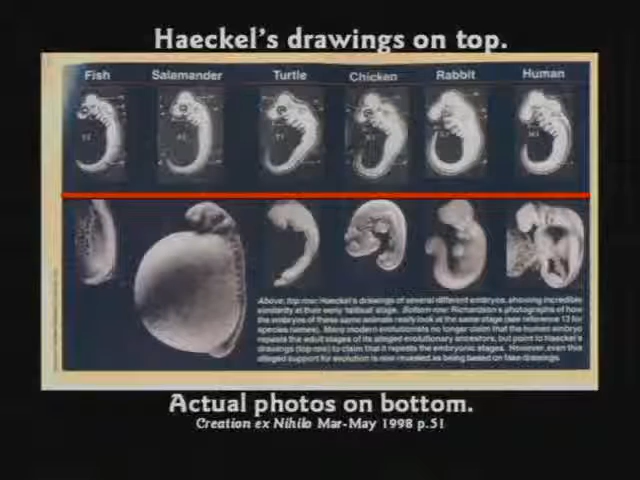 Haeckel's drawings on top.
Fish Salamander Turtle Chicken Rabbit Human
Above, top row: Haeckel's drawings of several different embryos, showing incredible
similarity at their early 'tailbud' stage. Bottom row: Richardson's photographs of how
the embryos of these same animals really look at the same stage (see reference 13 for
species names). Many modern evolutionists no longer claim that the human embryo
repeats the adult stages of its alleged evolutionary ancestors, but point to Haeckel's
drawings (top row) to claim that it repeats the embryonic stages. However, even this
alleged support for evolution is now revealed as being based on fake drawings.
Actual photos on bottom.
Creation ex Nihilo Mar-May 1998 p.51